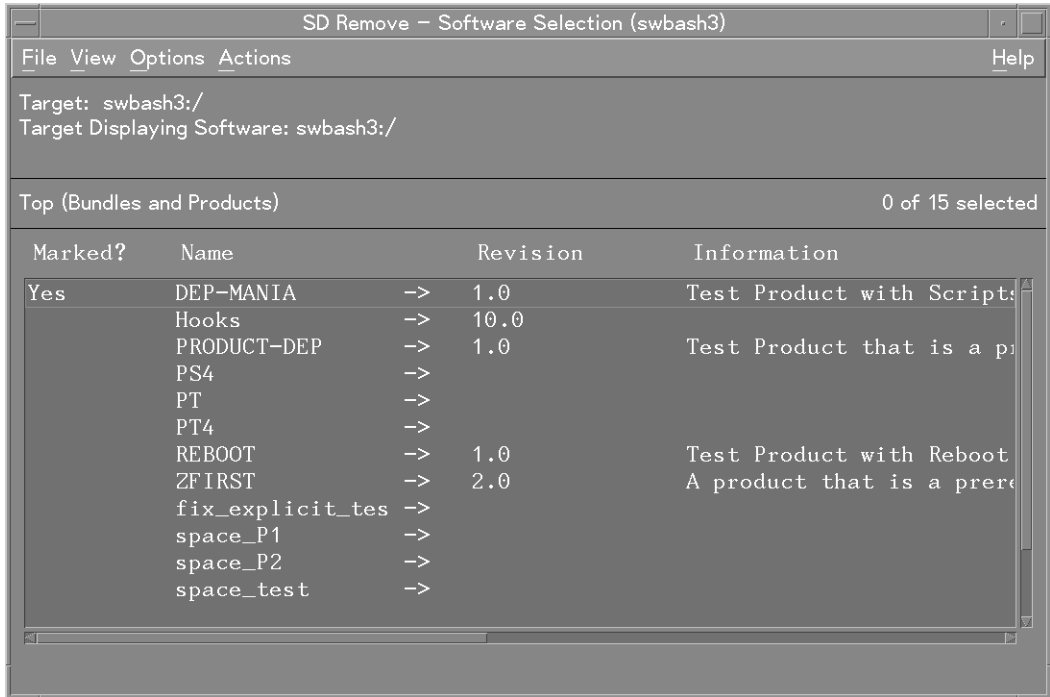 SD Remove - Software Selection (swbash3)
File View Options Actions Help
Target: swbash3:/
Target Displaying Software: swbash3:/
Top (Bundles and Products) 0 of 15 selected
Marked? Name Revision Information
Yes DEP-MANIA -> 1.0 Test Product with Scripts
Hooks -> 10.0
PRODUCT-DEP -> 1.0 Test Product that is a
PS4 ->
PT ->
PT4 ->
REBOOT -> 1.0 Test Product with Reboot
ZFIRST -> 2.0 A product that is a
fix_explicit_tes ->
space_P1 ->
space_P2 ->
space_test ->